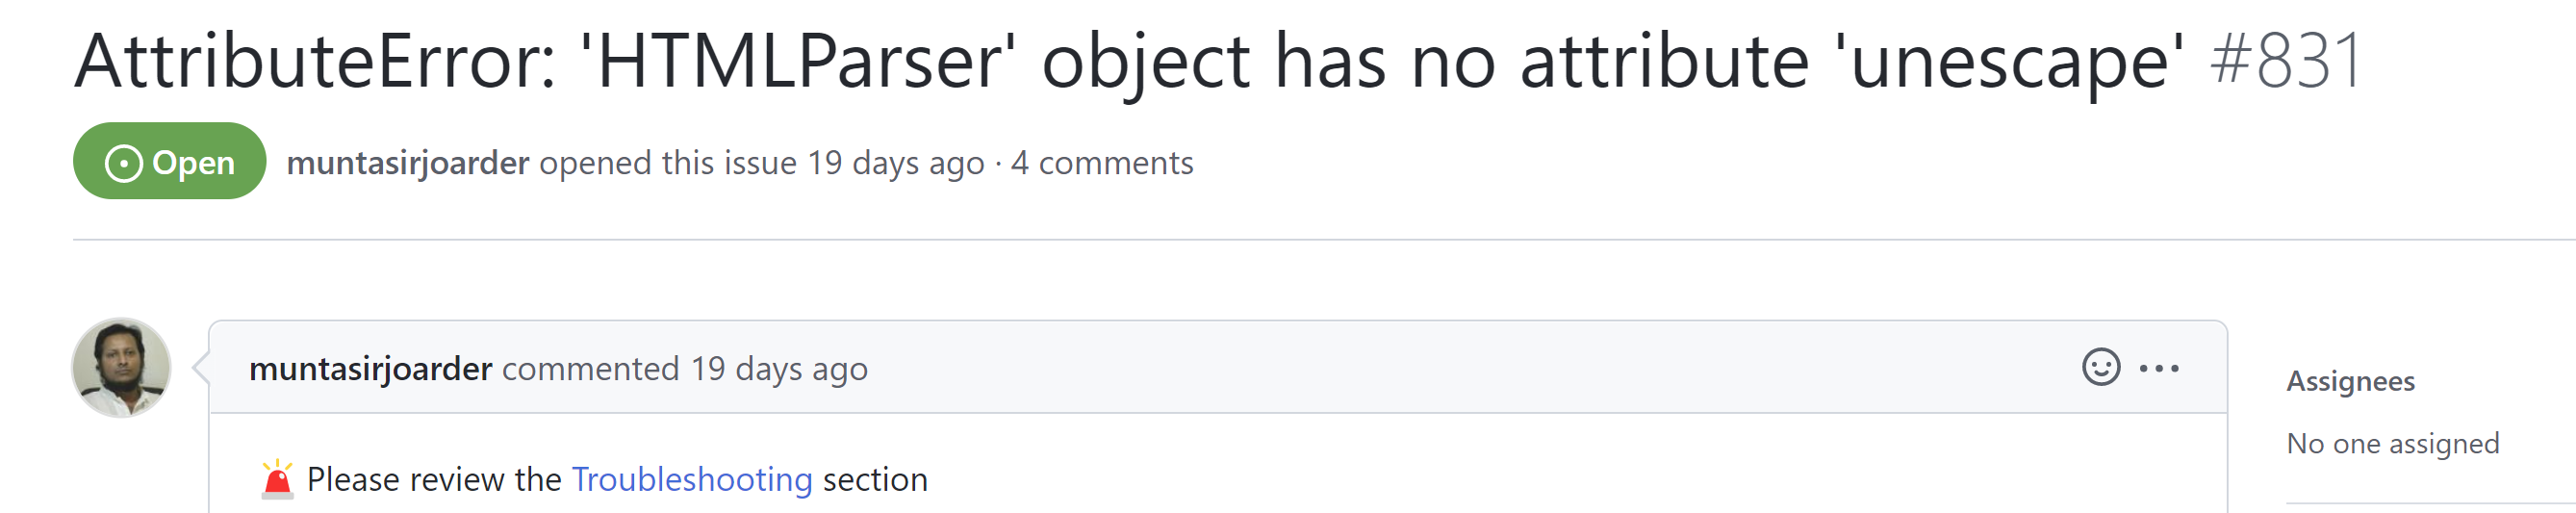 AttributeError: 'HTMLParser' object has no attribute 'unescape' #831
Open muntasirjoarder opened this issue 19 days ago · 4 comments
muntasirjoarder commented 19 days ago
Assignees
No one assigned
Please review the Troubleshooting section